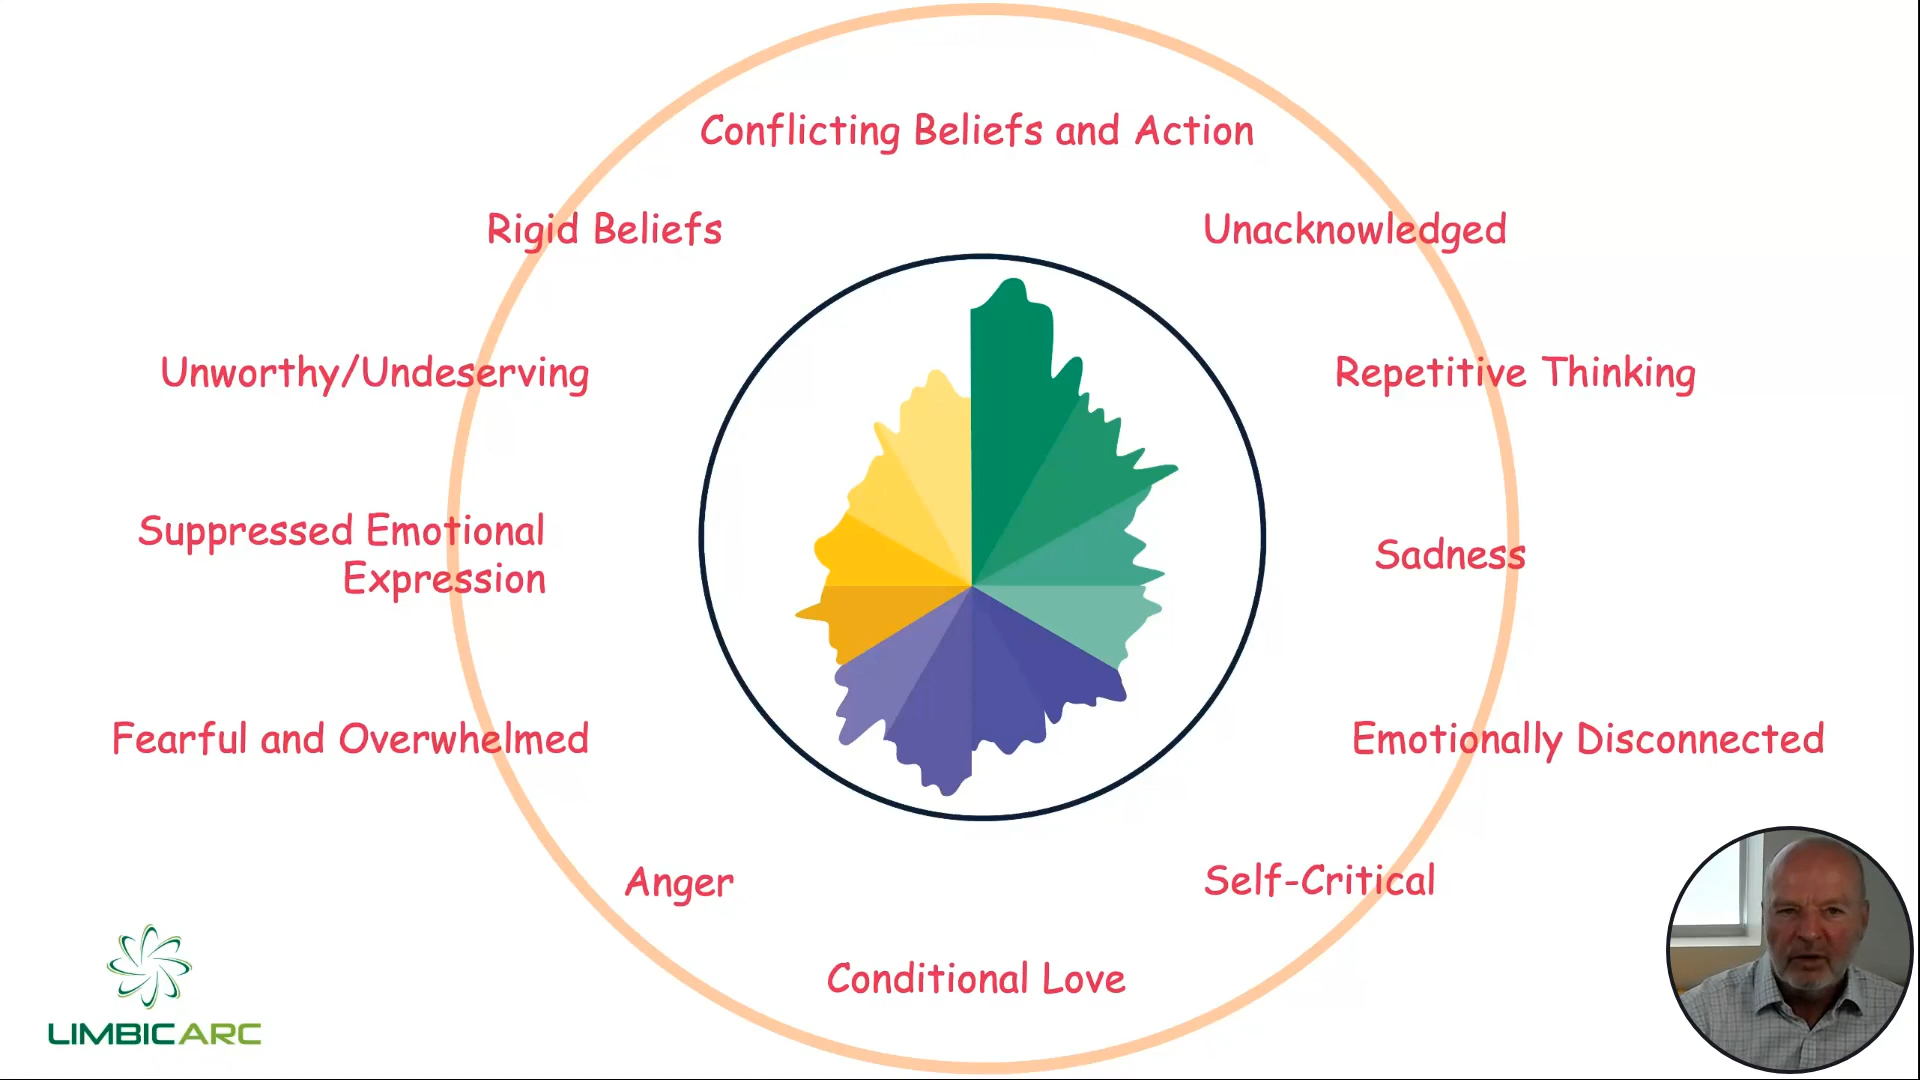 Conflicting Beliefs and Action
Rigid Beliefs
Unacknowledged
Unworthy/Undeserving
Repetitive Thinking
Suppressed Emotional
Expression
Sadness
Fearful and Overwhelmed
Emotionally Disconnected
Anger
Self-Critical
Conditional Love
LIMBICARC